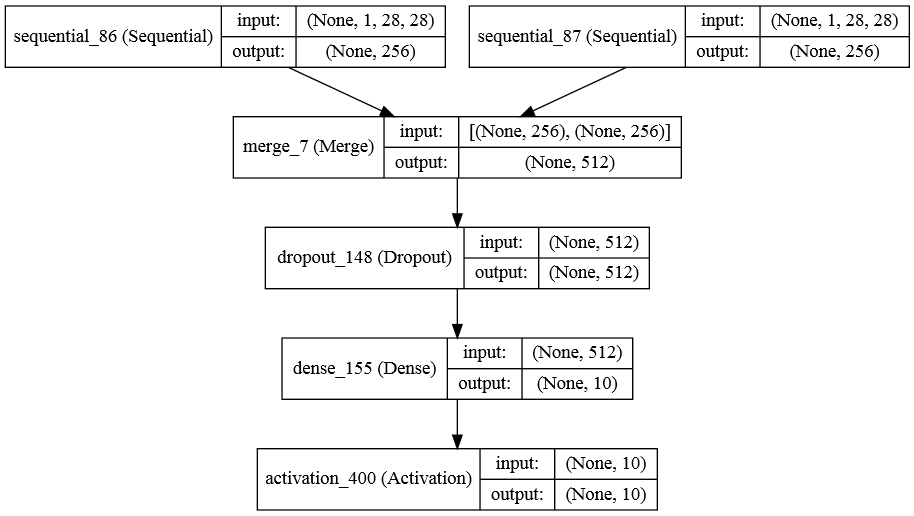 sequential_86 (Sequential)
input:
(None, 1, 28, 28)
output:
(None, 256)
sequential_87 (Sequential)
input:
(None, 1, 28, 28)
output:
(None, 256)
merge_7 (Merge)
input:
[(None, 256), (None, 256)]
output:
(None, 512)
dropout_148 (Dropout)
input:
(None, 512)
output:
(None, 512)
dense_155 (Dense)
input:
(None, 512)
output:
(None, 10)
activation_400 (Activation)
input:
(None, 10)
output:
(None, 10)